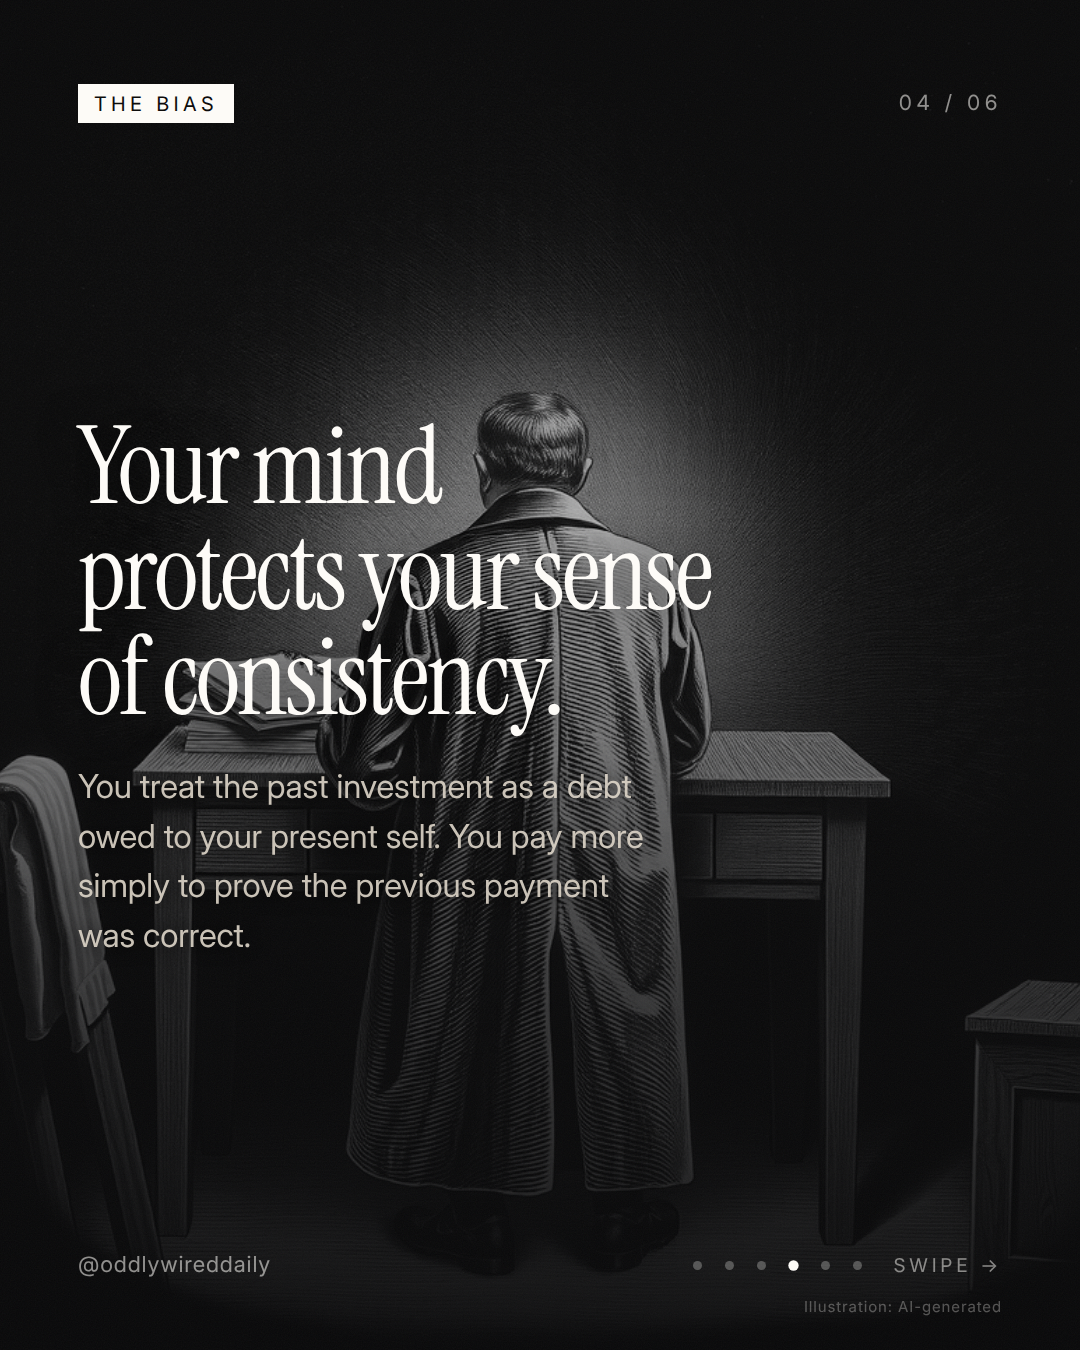 THE BIAS
04 / 06
Your mind
protects your sense
of consistency.
You treat the past investment as a debt
owed to your present self. You pay more
simply to prove the previous payment
was correct.
@oddlywireddaily
SWIPE →
Illustration: AI-generated